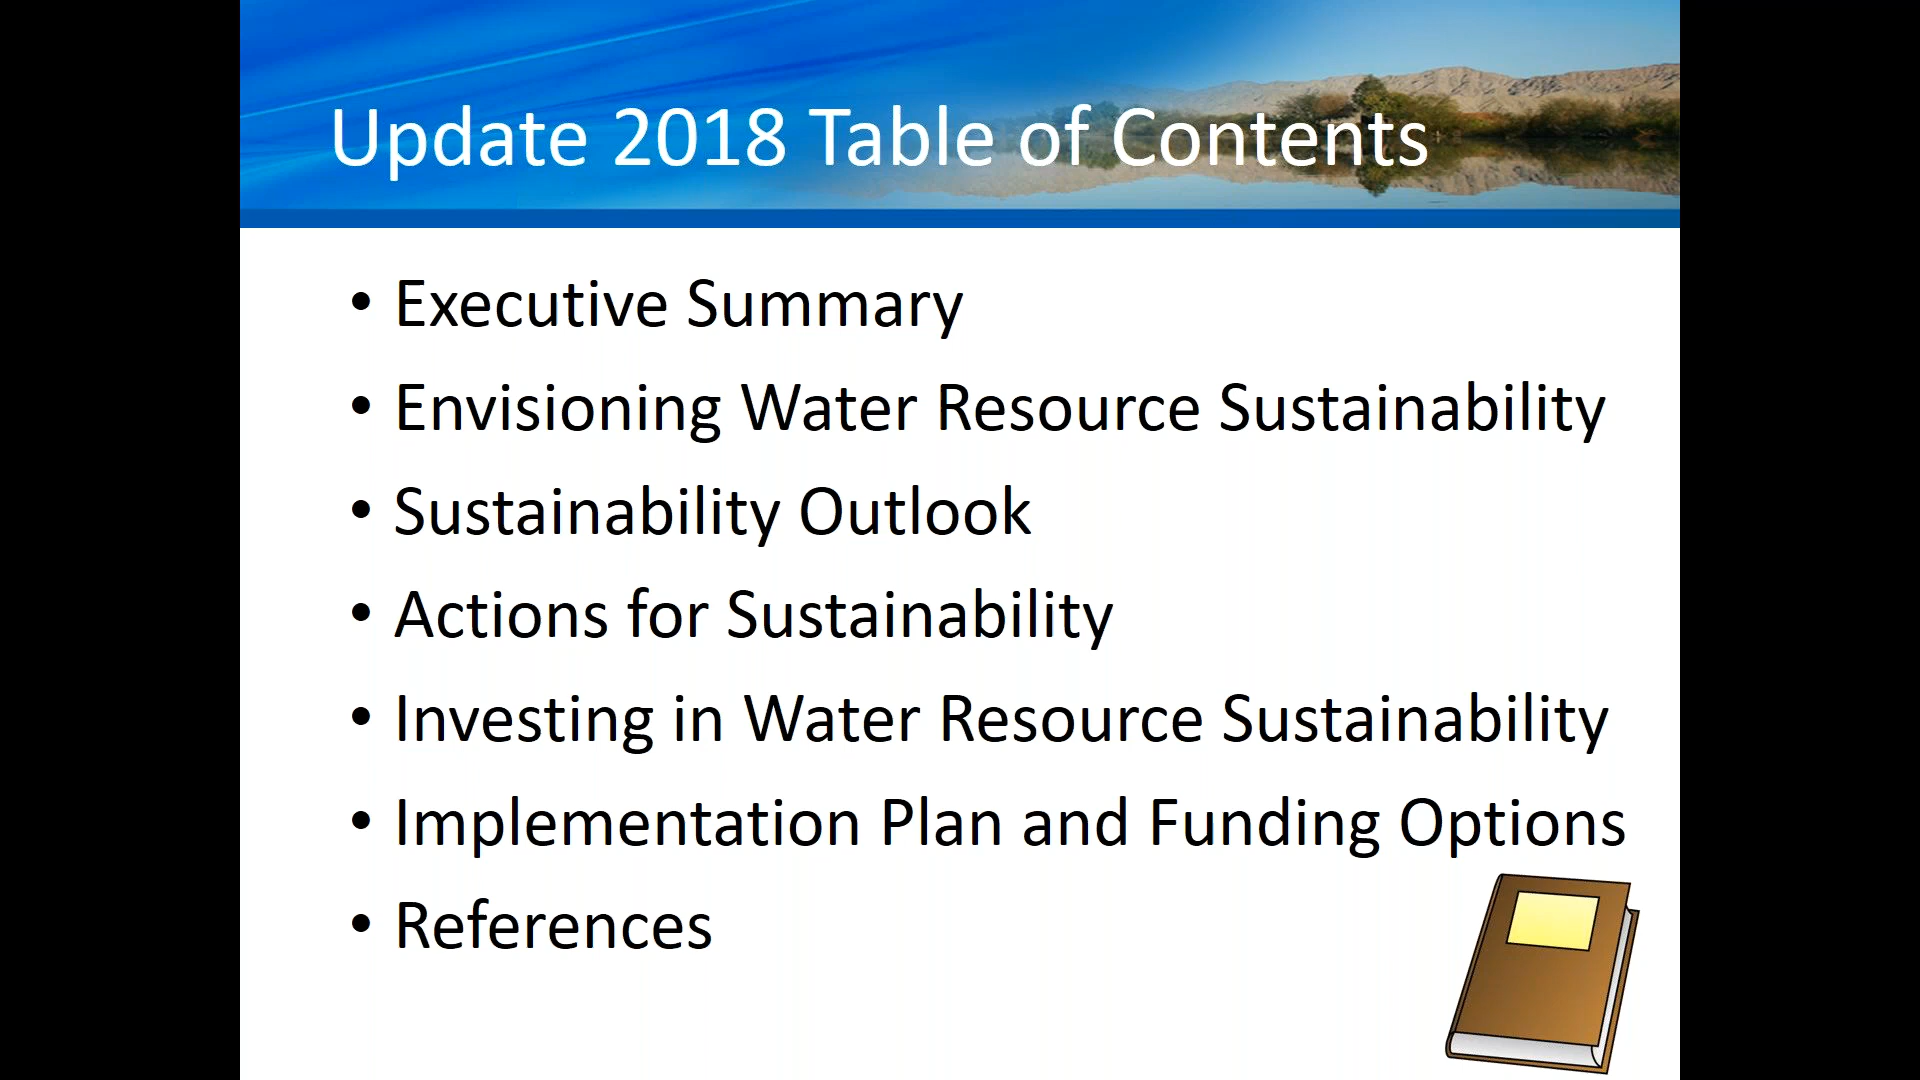 Update 2018 Table of Contents
• Executive Summary
• Envisioning Water Resource Sustainability
• Sustainability Outlook
• Actions for Sustainability
• Investing in Water Resource Sustainability
• Implementation Plan and Funding Options
• References